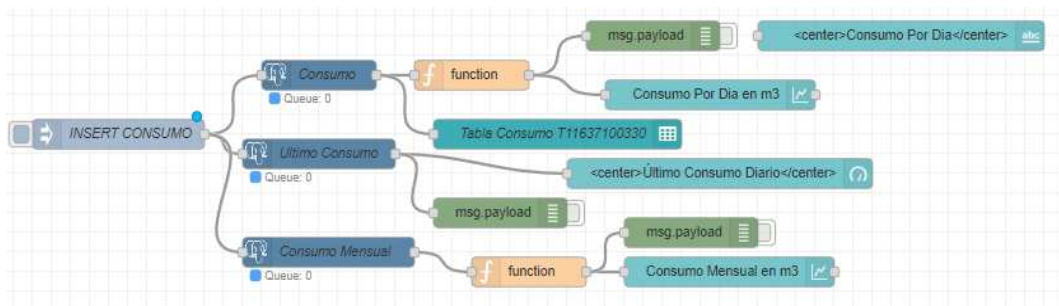 msg.payload
<center>Consumo Por Dia</center>
abc
Consumo
function
Queue: 0
Consumo Por Dia en m3
INSERT CONSUMO
Tabla Consumo T11637100330
Ultimo Consumo
Queue: 0
<center>Último Consumo Diario</center>
msg.payload
msg.payload
Consumo Mensual
Queue: 0
function
Consumo Mensual en m3